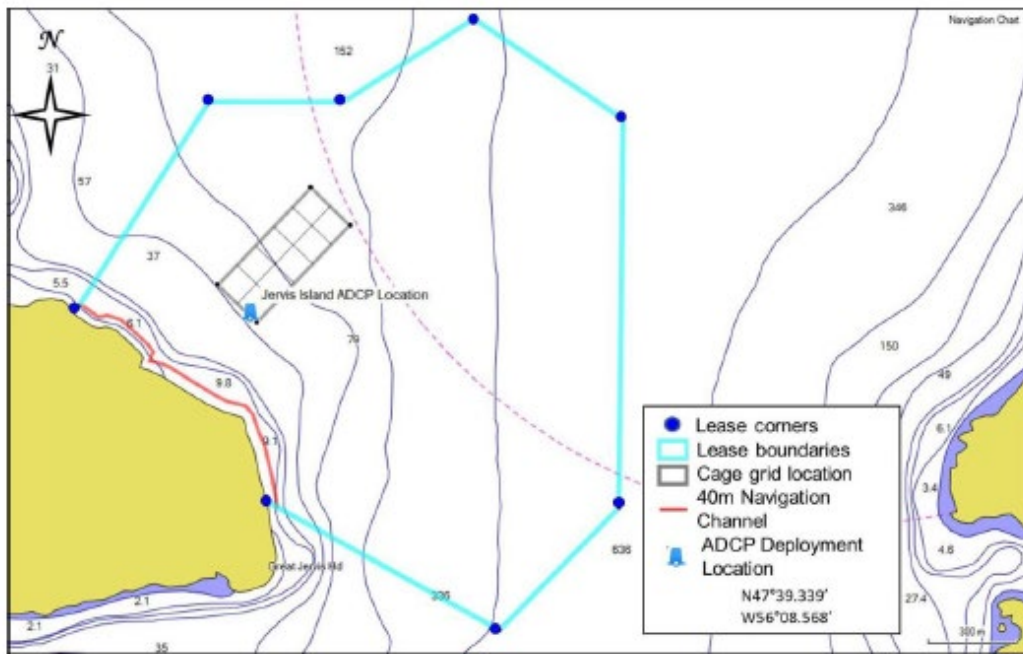 Navigation Chart
N
152
31
57
346
37
Jervis Island ADCP Location
5.5
6.1
79
150
49
9.8
6.1
9.1
3.4
4.6
636
Great Jervis Hd
336
27.4
2.1
2.1
35
Lease corners
Lease boundaries
Cage grid location
40m Navigation
Channel
ADCP Deployment
Location
N47°39.339'
W56°08.568'
300 m